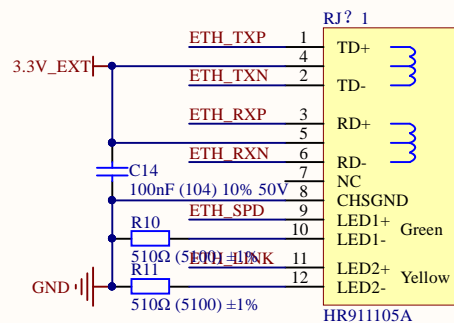 RJ? 1
ETH_TXP 1 TD+
3.3V_EXT 4
ETH_TXN 2 TD-
ETH_RXP 3 RD+
5
ETH_RXN 6 RD-
C14 7 NC
100nF (104) 10% 50V 8 CHSGND
ETH_SPD 9 LED1+
R10 10 LED1- Green
510Ω (5100) ±1%
ETH_LINK 11 LED2+
R11 12 LED2- Yellow
GND
510Ω (5100) ±1%
HR911105A